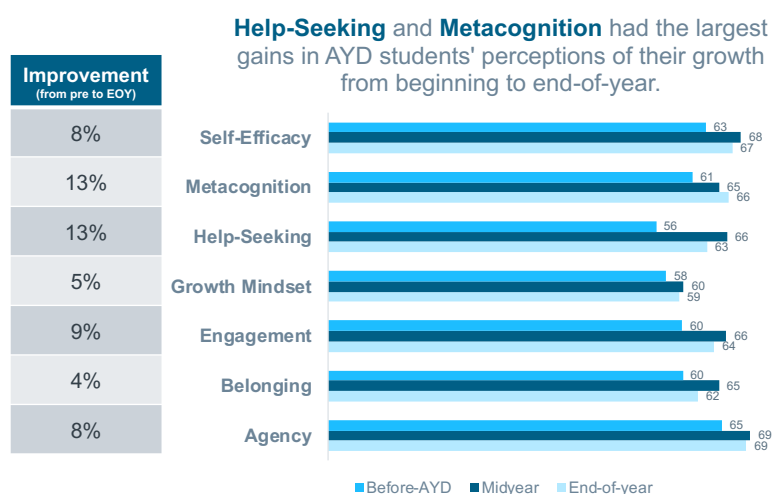 Help-Seeking and Metacognition had the largest
gains in AYD students' perceptions of their growth
from beginning to end-of-year.
Improvement
(from pre to EOY)
8%
13%
13%
5%
9%
4%
8%
Self-Efficacy
63
68
67
Metacognition
61
65
66
Help-Seeking
56
66
63
Growth Mindset
58
60
59
Engagement
60
66
64
Belonging
60
65
62
Agency
65
69
69
Before-AYD Midyear End-of-year